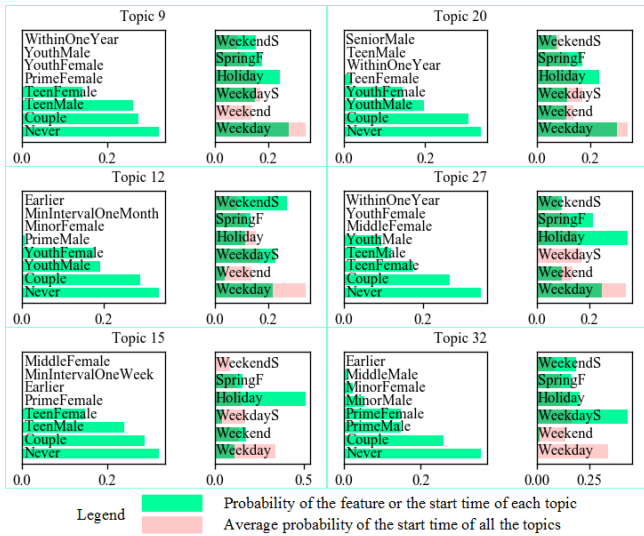 Topic 9
WithinOneYear
YouthMale
YouthFemale
PrimeFemale
TeenFemale
TeenMale
Couple
Never
0.0 0.2
WeekendS
SpringF
Holiday
WeekdayS
Weekend
Weekday
0.0 0.2
Topic 20
SeniorMale
TeenMale
WithinOneYear
TeenFemale
YouthFemale
YouthMale
Couple
Never
0.0 0.2
WeekendS
SpringF
Holiday
WeekdayS
Weekend
Weekday
0.0 0.2
Topic 12
Earlier
MinIntervalOneMonth
MinorFemale
PrimeMale
YouthFemale
YouthMale
Couple
Never
0.0 0.2
WeekendS
SpringF
Holiday
WeekdayS
Weekend
Weekday
0.0 0.2
Topic 27
WithinOneYear
YouthFemale
MiddleFemale
YouthMale
TeenMale
TeenFemale
Couple
Never
0.0 0.2
WeekendS
SpringF
Holiday
WeekdayS
Weekend
Weekday
0.0 0.2
Topic 15
MiddleFemale
MinIntervalOneWeek
Earlier
PrimeFemale
TeenFemale
TeenMale
Couple
Never
0.0 0.2
WeekendS
SpringF
Holiday
WeekdayS
Weekend
Weekday
0.0 0.5
Topic 32
Earlier
MiddleMale
MinorFemale
MinorMale
PrimeFemale
PrimeMale
Couple
Never
0.0 0.2
WeekendS
SpringF
Holiday
WeekdayS
Weekend
Weekday
0.00 0.25
Legend
Probability of the feature or the start time of each topic
Average probability of the start time of all the topics